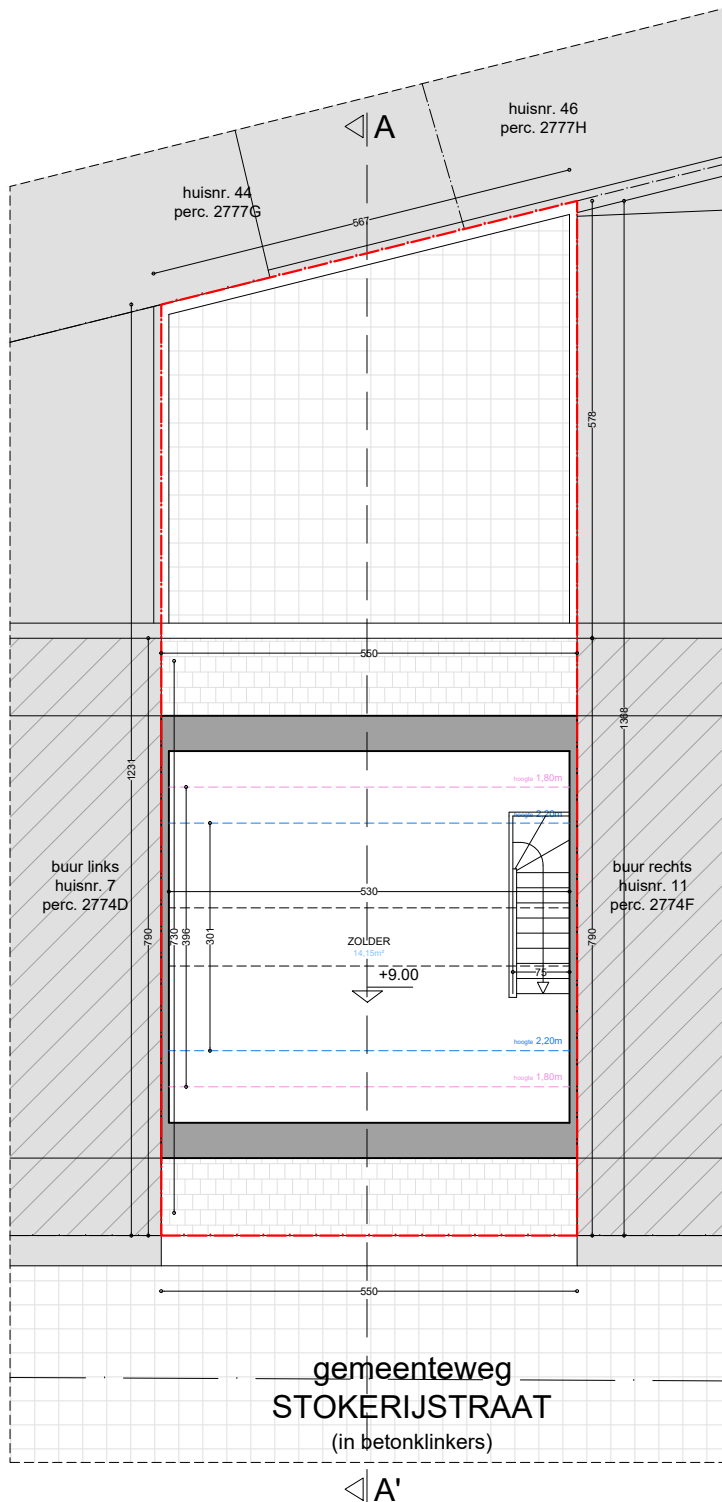 huisnr. 46
perc. 2777H
A
huisnr. 44
perc. 2777G
567
578
550
1368
1231
hoogte 1,80m
hoogte 2,20m
buur links
huisnr. 7
perc. 2774D
buur rechts
huisnr. 11
perc. 2774F
530
790
730
396
301
790
ZOLDER
14,15m²
+9.00
75
hoogte 2,20m
hoogte 1,80m
550
gemeenteweg
STOKERIJSTRAAT
(in betonklinkers)
A'